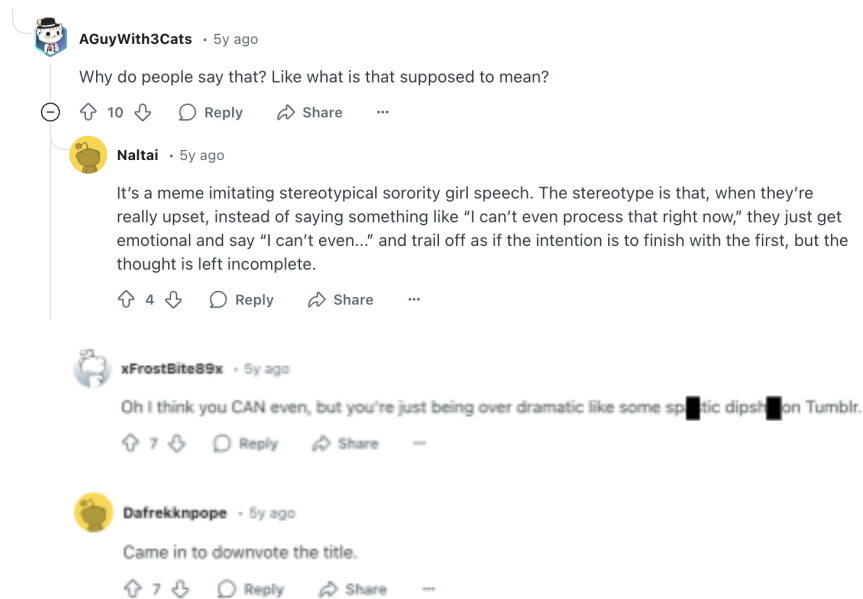 AGuyWith3Cats • 5y ago
Why do people say that? Like what is that supposed to mean?
10 Reply Share ...
Naltai • 5y ago
It’s a meme imitating stereotypical sorority girl speech. The stereotype is that, when they’re
really upset, instead of saying something like “I can’t even process that right now,” they just get
emotional and say “I can’t even...” and trail off as if the intention is to finish with the first, but the
thought is left incomplete.
4 Reply Share ...
xFrostBite89x • 5y ago
Oh I think you CAN even, but you're just being over dramatic like some sp tic dipsh on Tumblr.
7 Reply Share ...
Dafrekknpope • 5y ago
Came in to downvote the title.
7 Reply Share ...